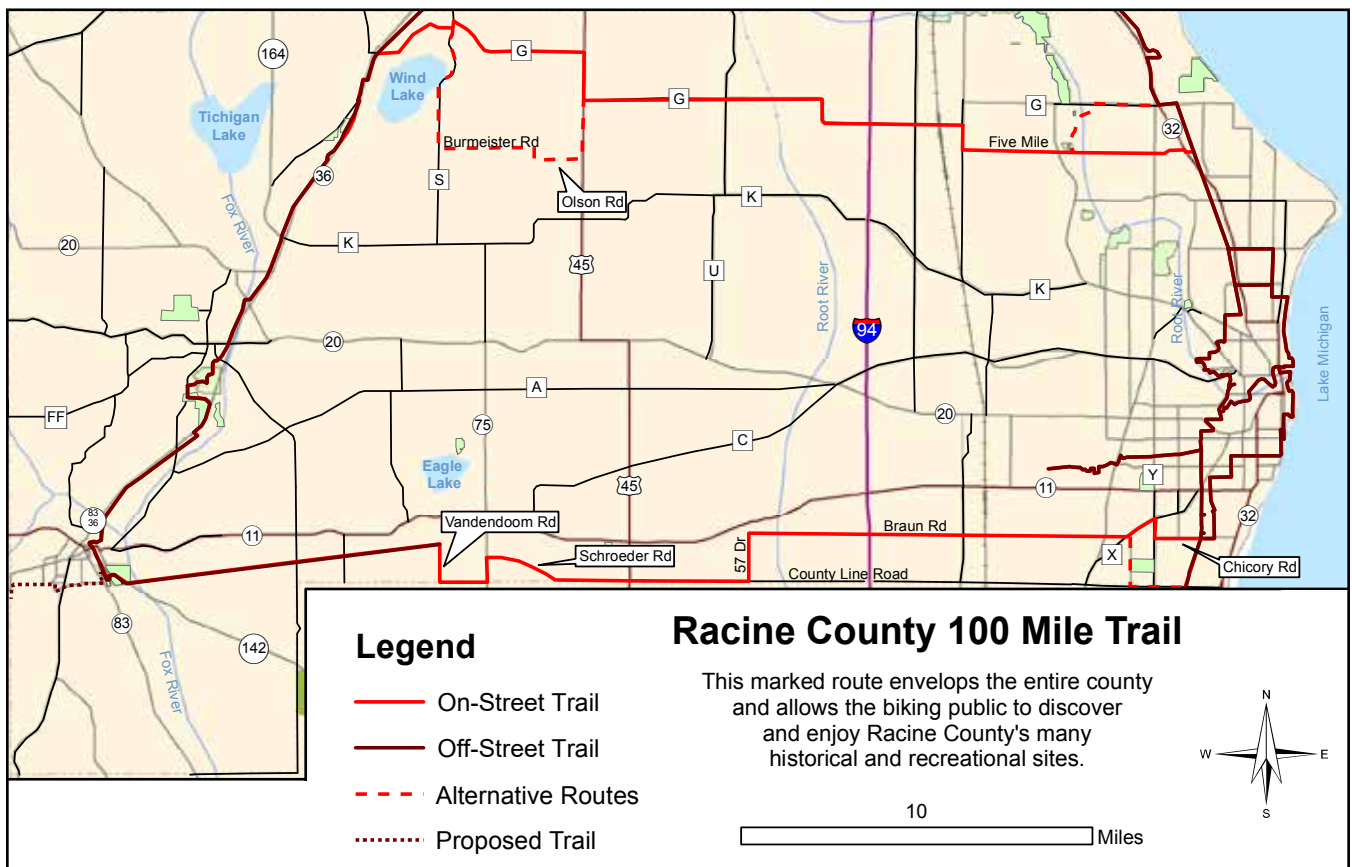 164
G
Wind
Lake
Tichigan
Lake
G
G
32
Burmeister Rd
Five Mile
36
S
Olson Rd
K
Fox River
20
K
45
U
Root River
K
Root River
94
Lake Michigan
20
A
FF
75
20
C
Eagle
Lake
Y
45
11
83
36
Vandendoom Rd
32
11
Braun Rd
Schroeder Rd
57 Dr
X
Chicory Rd
County Line Road
83
142
Fox River
Racine County 100 Mile Trail
This marked route envelops the entire county
and allows the biking public to discover
and enjoy Racine County's many
historical and recreational sites.
Legend
On-Street Trail
Off-Street Trail
Alternative Routes
Proposed Trail
10
Miles
N
W
E
S